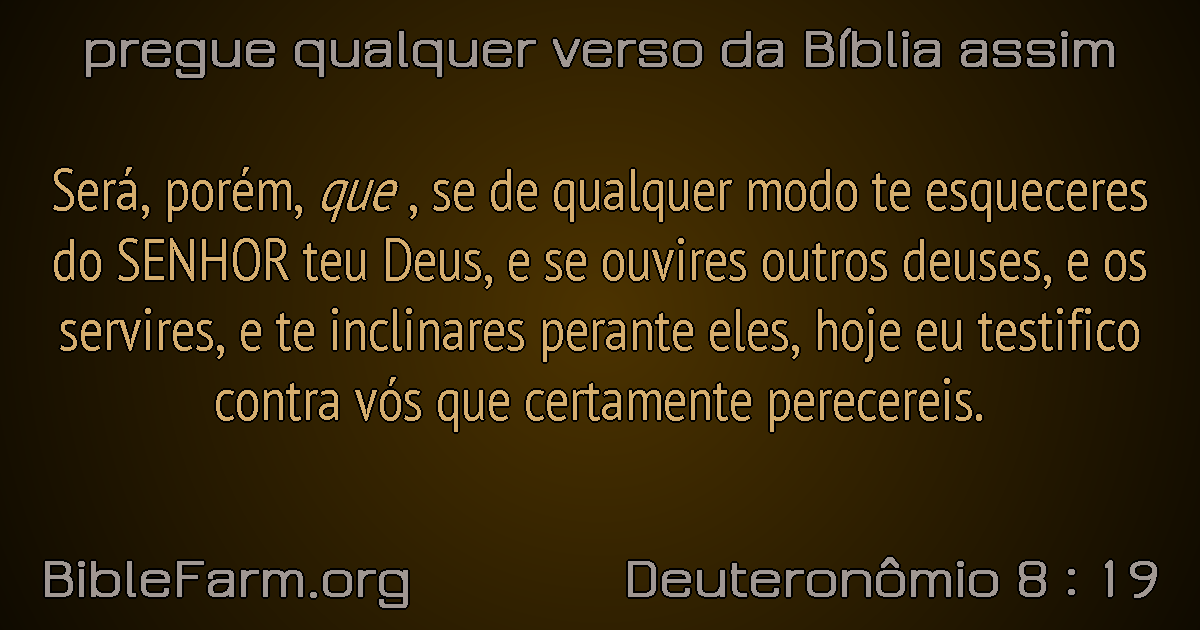 pregue qualquer verso da Bíblia assim
Será, porém, que , se de qualquer modo te esqueceres
do SENHOR teu Deus, e se ouvires outros deuses, e os
servires, e te inclinares perante eles, hoje eu testifico
contra vós que certamente perecereis.
BibleFarm.org
Deuteronômio 8 : 19